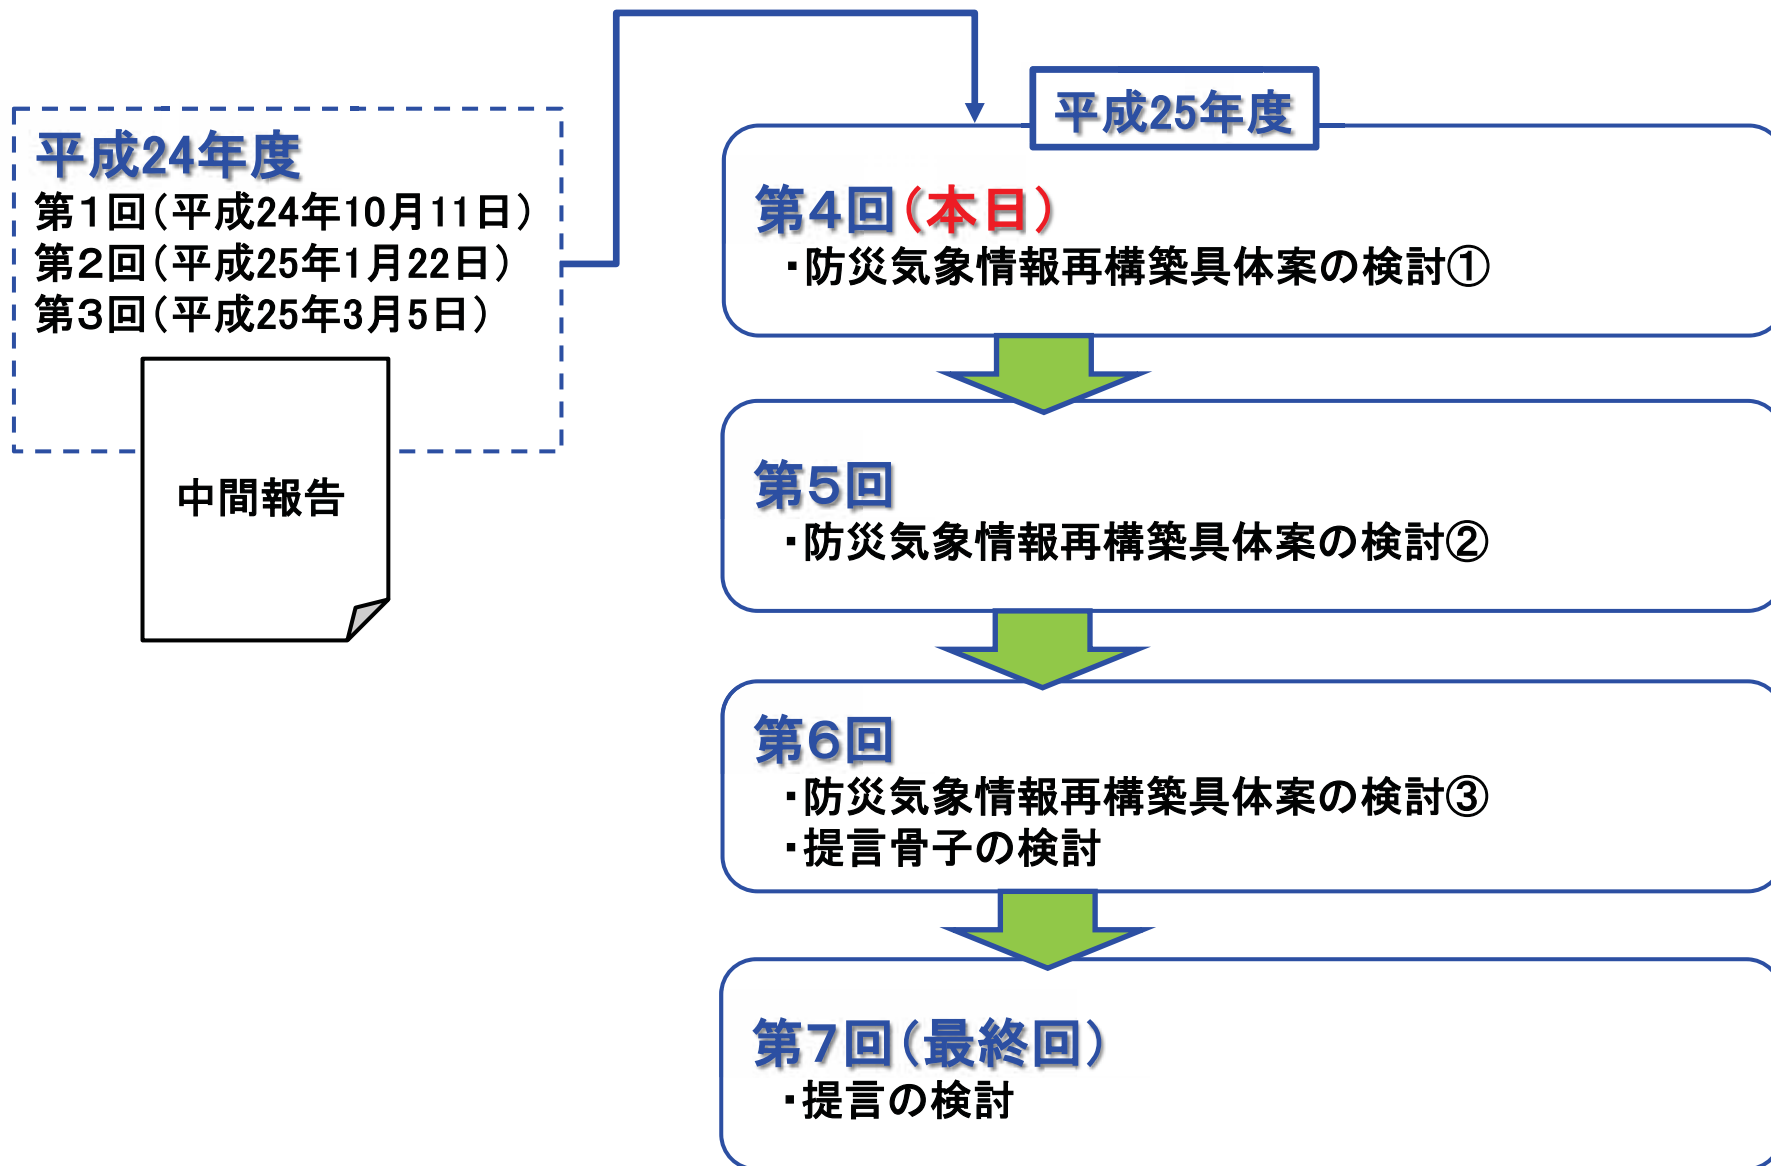 平成24年度
第1回(平成24年10月11日)
第2回(平成25年1月22日)
第3回(平成25年3月5日)
中間報告
平成25年度
第4回(本日)
・防災気象情報再構築具体案の検討①
第5回
・防災気象情報再構築具体案の検討②
第6回
・防災気象情報再構築具体案の検討③
・提言骨子の検討
第7回(最終回)
・提言の検討